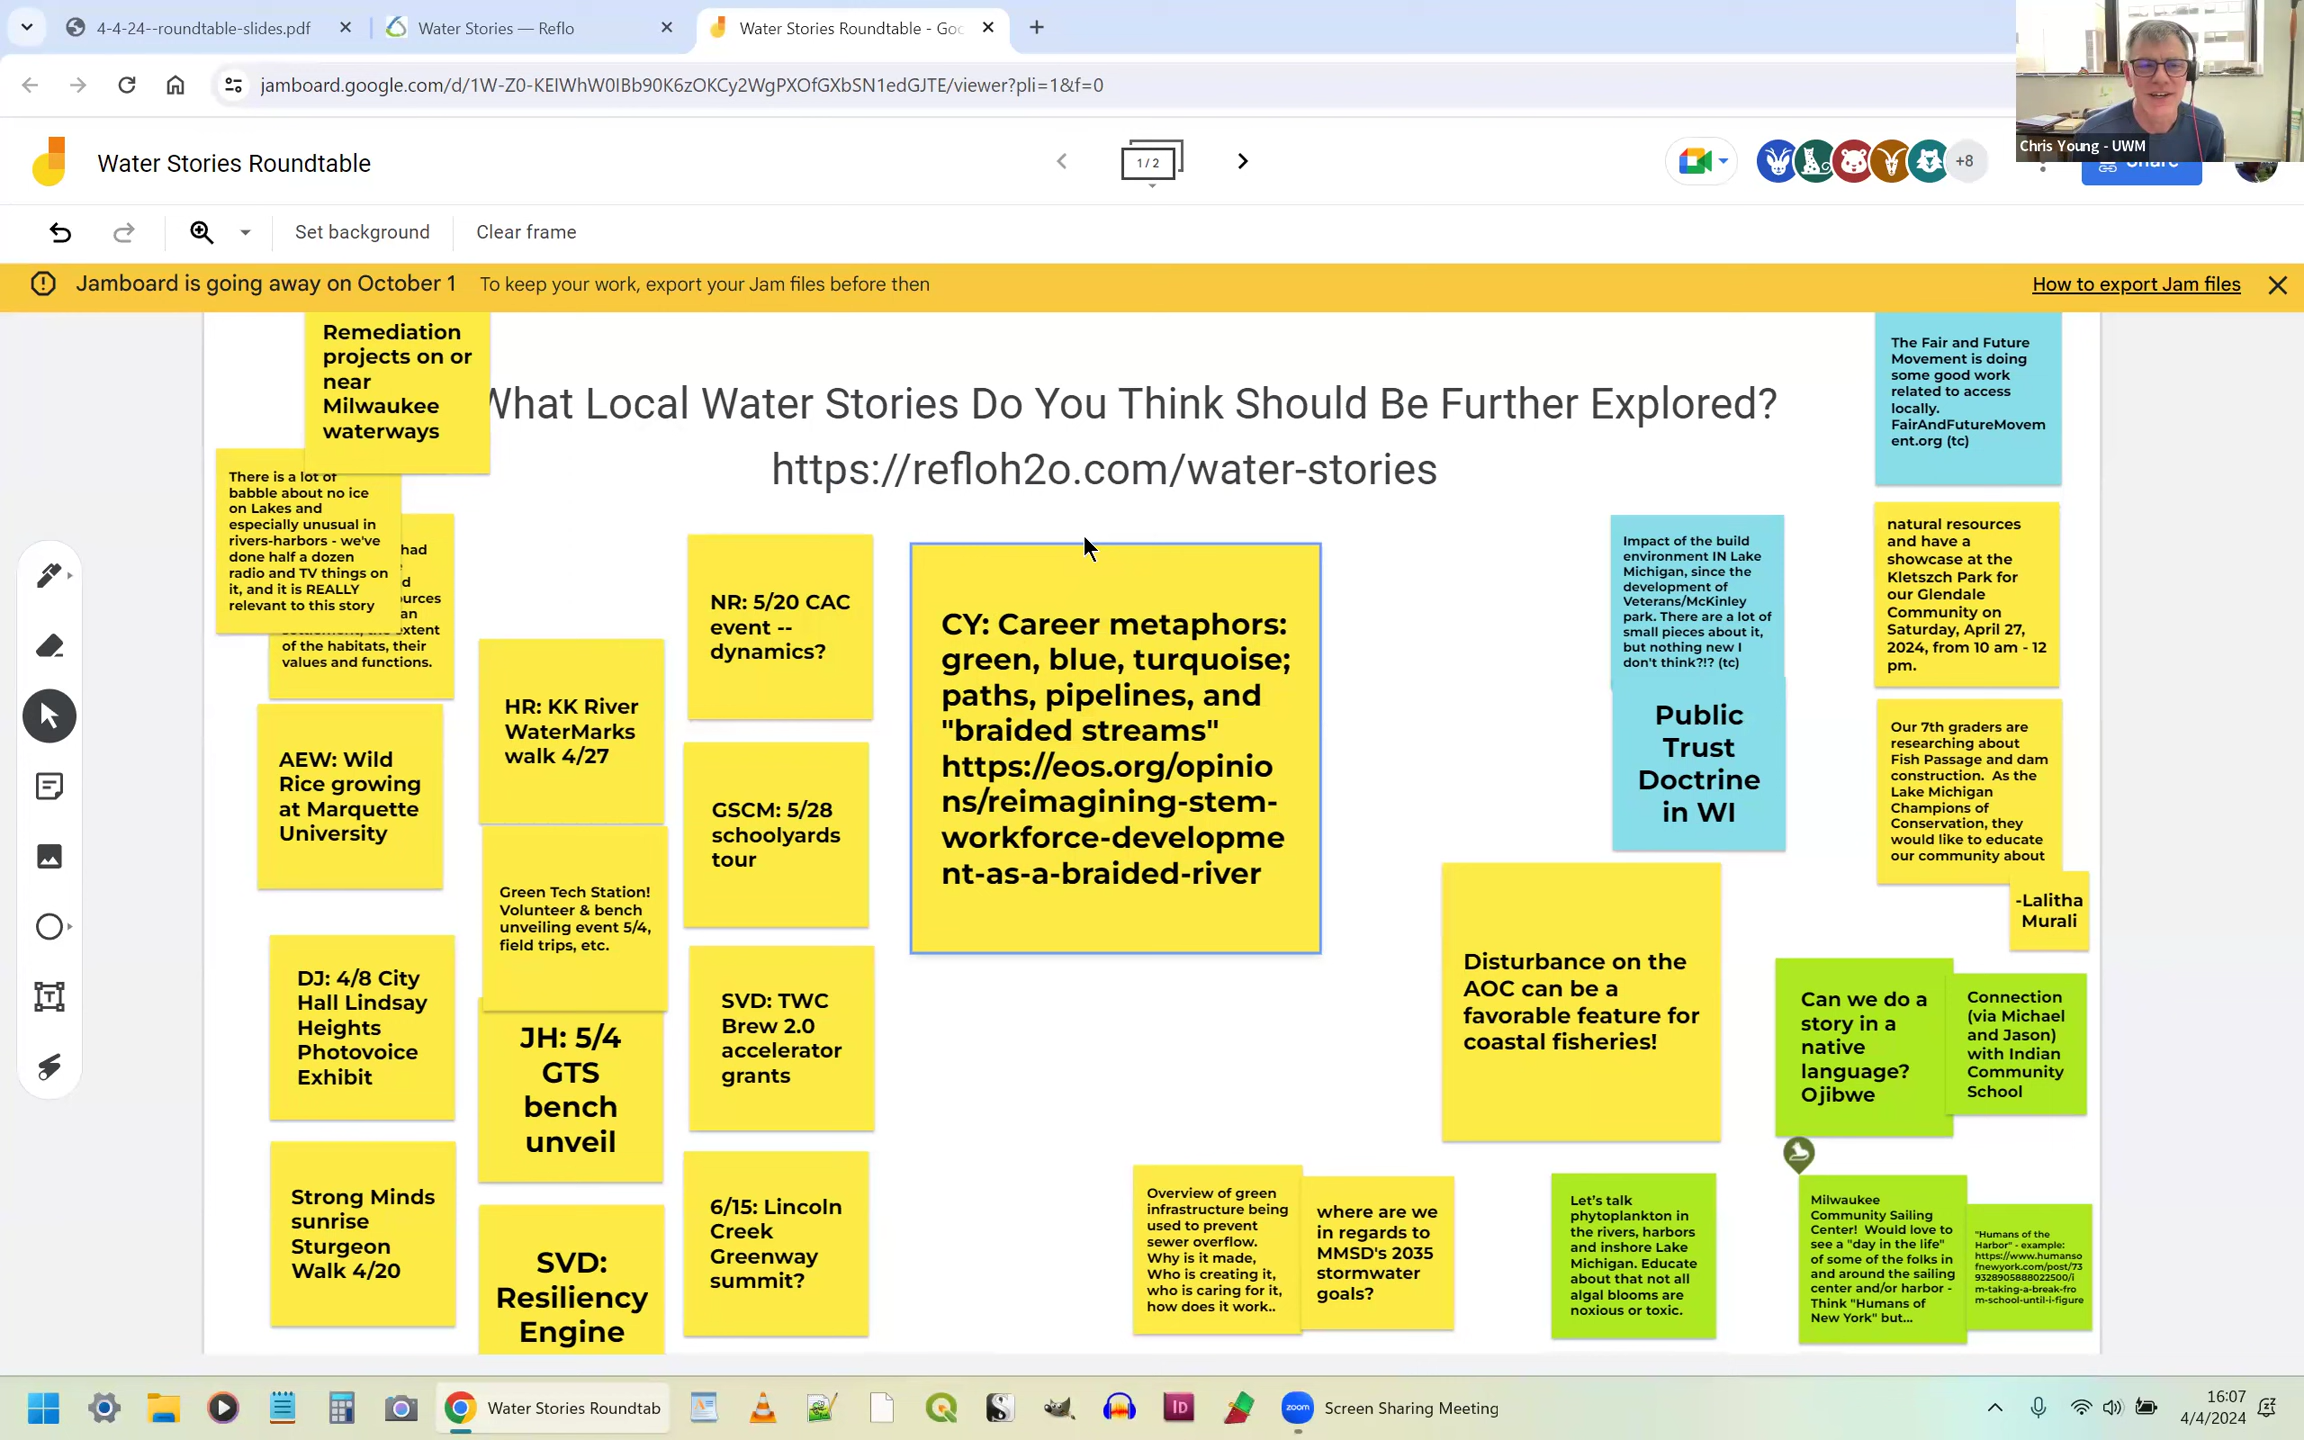 4-4-24--roundtable-slides.pdf
Water Stories — Reflo
Water Stories Roundtable - Goo
jamboard.google.com/d/1W-Z0-KEIWhW0IBb90K6zOKCy2WgPXOfGXbSN1edGJTE/viewer?pli=1&f=0
Chris Young - UWM
Water Stories Roundtable
1 / 2
+8
Share
Set background
Clear frame
Jamboard is going away on October 1
To keep your work, export your Jam files before then
How to export Jam files
What Local Water Stories Do You Think Should Be Further Explored?
https://refloh2o.com/water-stories
Remediation
projects on or
near
Milwaukee
waterways
There is a lot of
babble about no ice
on Lakes and
especially unusual in
rivers-harbors - we've
done half a dozen
radio and TV things on
it, and it is REALLY
relevant to this story
had
d
urces
an
extent
of the habitats, their
values and functions.
AEW: Wild
Rice growing
at Marquette
University
DJ: 4/8 City
Hall Lindsay
Heights
Photovoice
Exhibit
Strong Minds
sunrise
Sturgeon
Walk 4/20
HR: KK River
WaterMarks
walk 4/27
Green Tech Station!
Volunteer & bench
unveiling event 5/4,
field trips, etc.
JH: 5/4
GTS
bench
unveil
SVD:
Resiliency
Engine
NR: 5/20 CAC
event --
dynamics?
GSCM: 5/28
schoolyards
tour
SVD: TWC
Brew 2.0
accelerator
grants
6/15: Lincoln
Creek
Greenway
summit?
CY: Career metaphors:
green, blue, turquoise;
paths, pipelines, and
"braided streams"
https://eos.org/opinio
ns/reimagining-stem-
workforce-developme
nt-as-a-braided-river
Overview of green
infrastructure being
used to prevent
sewer overflow.
Why is it made,
Who is creating it,
who is caring for it,
how does it work..
where are we
in regards to
MMSD's 2035
stormwater
goals?
Disturbance on the
AOC can be a
favorable feature for
coastal fisheries!
Impact of the build
environment IN Lake
Michigan, since the
development of
Veterans/McKinley
park. There are a lot of
small pieces about it,
but nothing new I
don't think?!? (tc)
Public
Trust
Doctrine
in WI
The Fair and Future
Movement is doing
some good work
related to access
locally.
FairAndFutureMovem
ent.org (tc)
natural resources
and have a
showcase at the
Kletszch Park for
our Glendale
Community on
Saturday, April 27,
2024, from 10 am - 12
pm.
Our 7th graders are
researching about
Fish Passage and dam
construction. As the
Lake Michigan
Champions of
Conservation, they
would like to educate
our community about
-Lalitha
Murali
Can we do a
story in a
native
language?
Ojibwe
Connection
(via Michael
and Jason)
with Indian
Community
School
Let's talk
phytoplankton in
the rivers, harbors
and inshore Lake
Michigan. Educate
about that not all
algal blooms are
noxious or toxic.
Milwaukee
Community Sailing
Center! Would love to
see a "day in the life"
of some of the folks in
and around the sailing
center and/or harbor -
Think "Humans of
New York" but...
"Humans of the
Harbor" - example:
https://www.humanso
fnewyork.com/post/73
9328905888022500/i
m-taking-a-break-fro
m-school-until-i-figure
Water Stories Roundtab
ID
zoom
Screen Sharing Meeting
16:07
4/4/2024